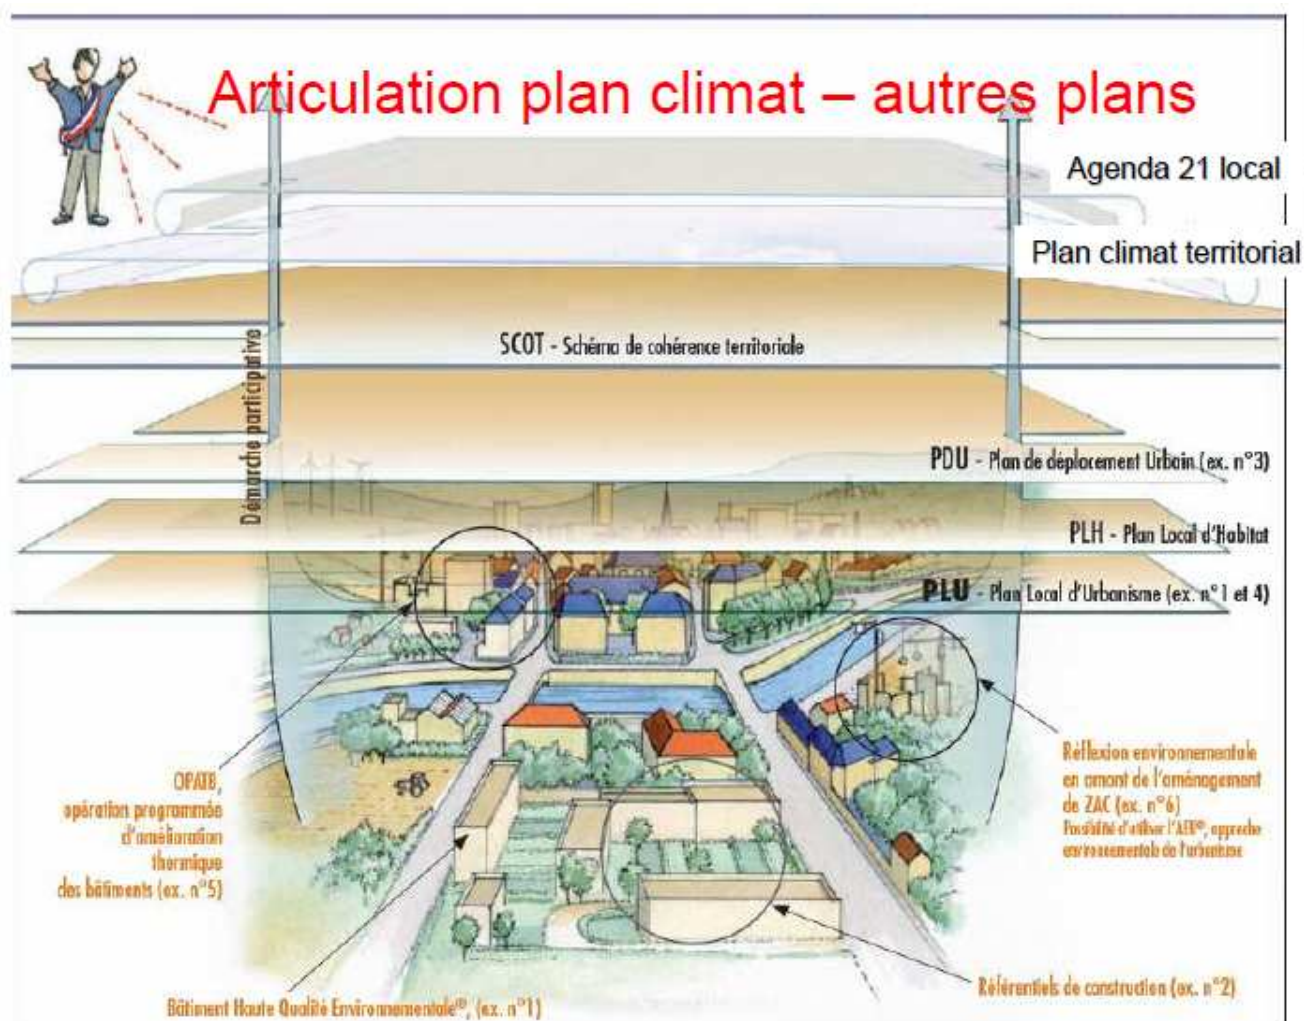 Articulation plan climat – autres plans
Agenda 21 local
Plan climat territorial
SCOT - Schéma de cohérence territoriale
Démarche participative
PDU - Plan de déplacement Urbain (ex. n°3)
PLH - Plan Local d'Habitat
PLU - Plan Local d'Urbanisme (ex. n°1 et 4)
OPATB,
opération programmée
d'amélioration
thermique
des bâtiments (ex. n°5)
Réflexion environnementale
en amont de l'aménagement
de ZAC (ex. n°6)
Possibilité d'utiliser l'AEU®, approche
environnementale de l'urbanisme
Bâtiment Haute Qualité Environnementale®, (ex. n°1)
Référentiels de construction (ex. n°2)